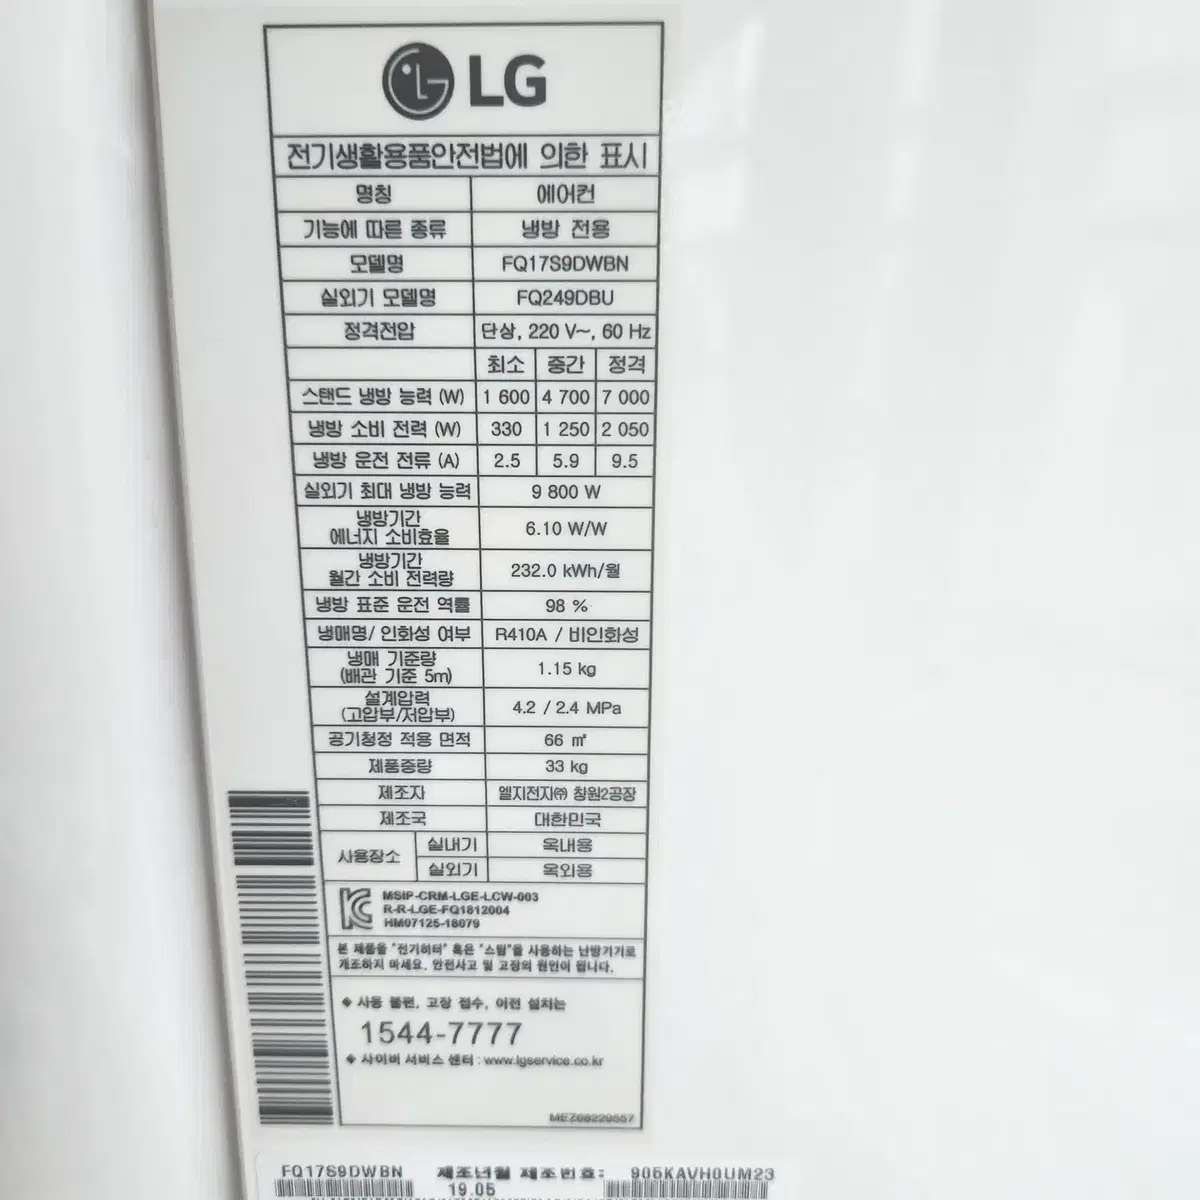 LG
전기생활용품안전법에 의한 표시
명칭 에어컨
기능에 따른 종류 냉방 전용
모델명 FQ17S9DWBN
실외기 모델명 FQ249DBU
정격전압 단상, 220 V~, 60 Hz
최소 중간 정격
스탠드 냉방 능력 (W) 1 600 4 700 7 000
냉방 소비 전력 (W) 330 1 250 2 050
냉방 운전 전류 (A) 2.5 5.9 9.5
실외기 최대 냉방 능력 9 800 W
냉방기간
에너지 소비효율 6.10 W/W
냉방기간
월간 소비 전력량 232.0 kWh/월
냉방 표준 운전 역률 98 %
냉매명/ 인화성 여부 R410A / 비인화성
냉매 기준량
(배관 기준 5m) 1.15 kg
설계압력
(고압부/저압부) 4.2 / 2.4 MPa
공기청정 적용 면적 66 ㎡
제품중량 33 kg
제조자 엘지전자㈜ 창원2공장
제조국 대한민국
사용장소 실내기 옥내용
실외기 옥외용
MSIP-CRM-LGE-LCW-003
R-R-LGE-FQ1812004
HM07125-18079
본 제품을 "전기히터" 혹은 "스팀"을 사용하는 난방기기로
개조하지 마세요. 안전사고 및 고장의 원인이 됩니다.
◈ 사용 불편, 고장 접수, 이전 설치는
1544-7777
◈ 사이버 서비스 센터 : www.lgservice.co.kr
MEZ68229557
FQ17S9DWBN 제조년월 제조번호: 905KAVH0UM23
19.05